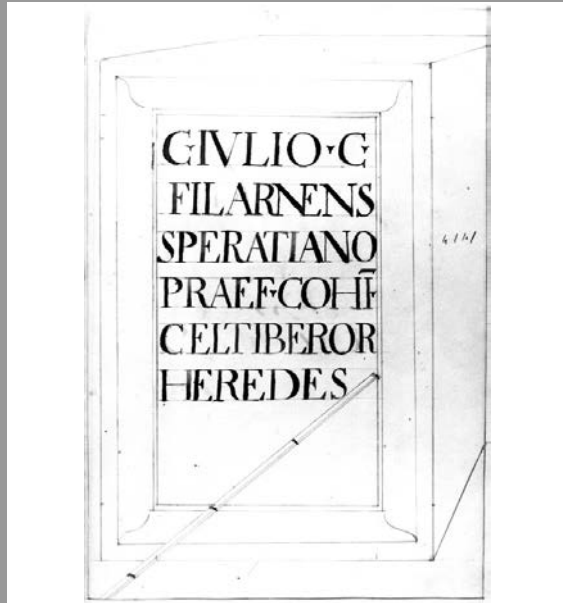 C·IVLIO·C·
FIL ARNENS
SPERATIANO
PRAEF·COH·Ī·
CELTIBEROR
HEREDES